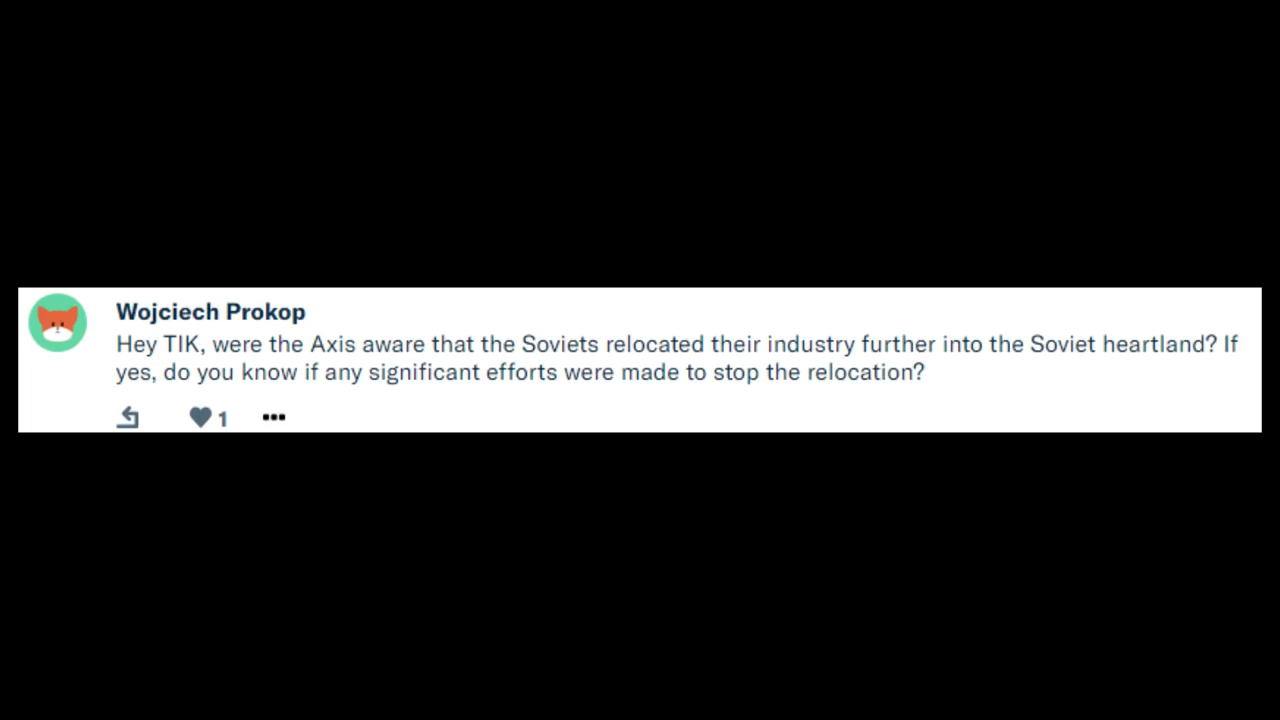 Wojciech Prokop
Hey TIK, were the Axis aware that the Soviets relocated their industry further into the Soviet heartland? If
yes, do you know if any significant efforts were made to stop the relocation?
1